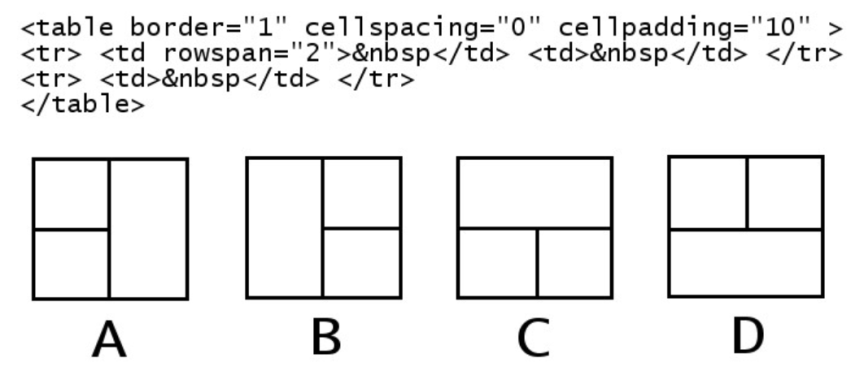 <table border="1" cellspacing="0" cellpadding="10" >
<tr> <td rowspan="2">&nbsp</td> <td>&nbsp</td> </tr>
<tr> <td>&nbsp</td> </tr>
</table>
A B C D